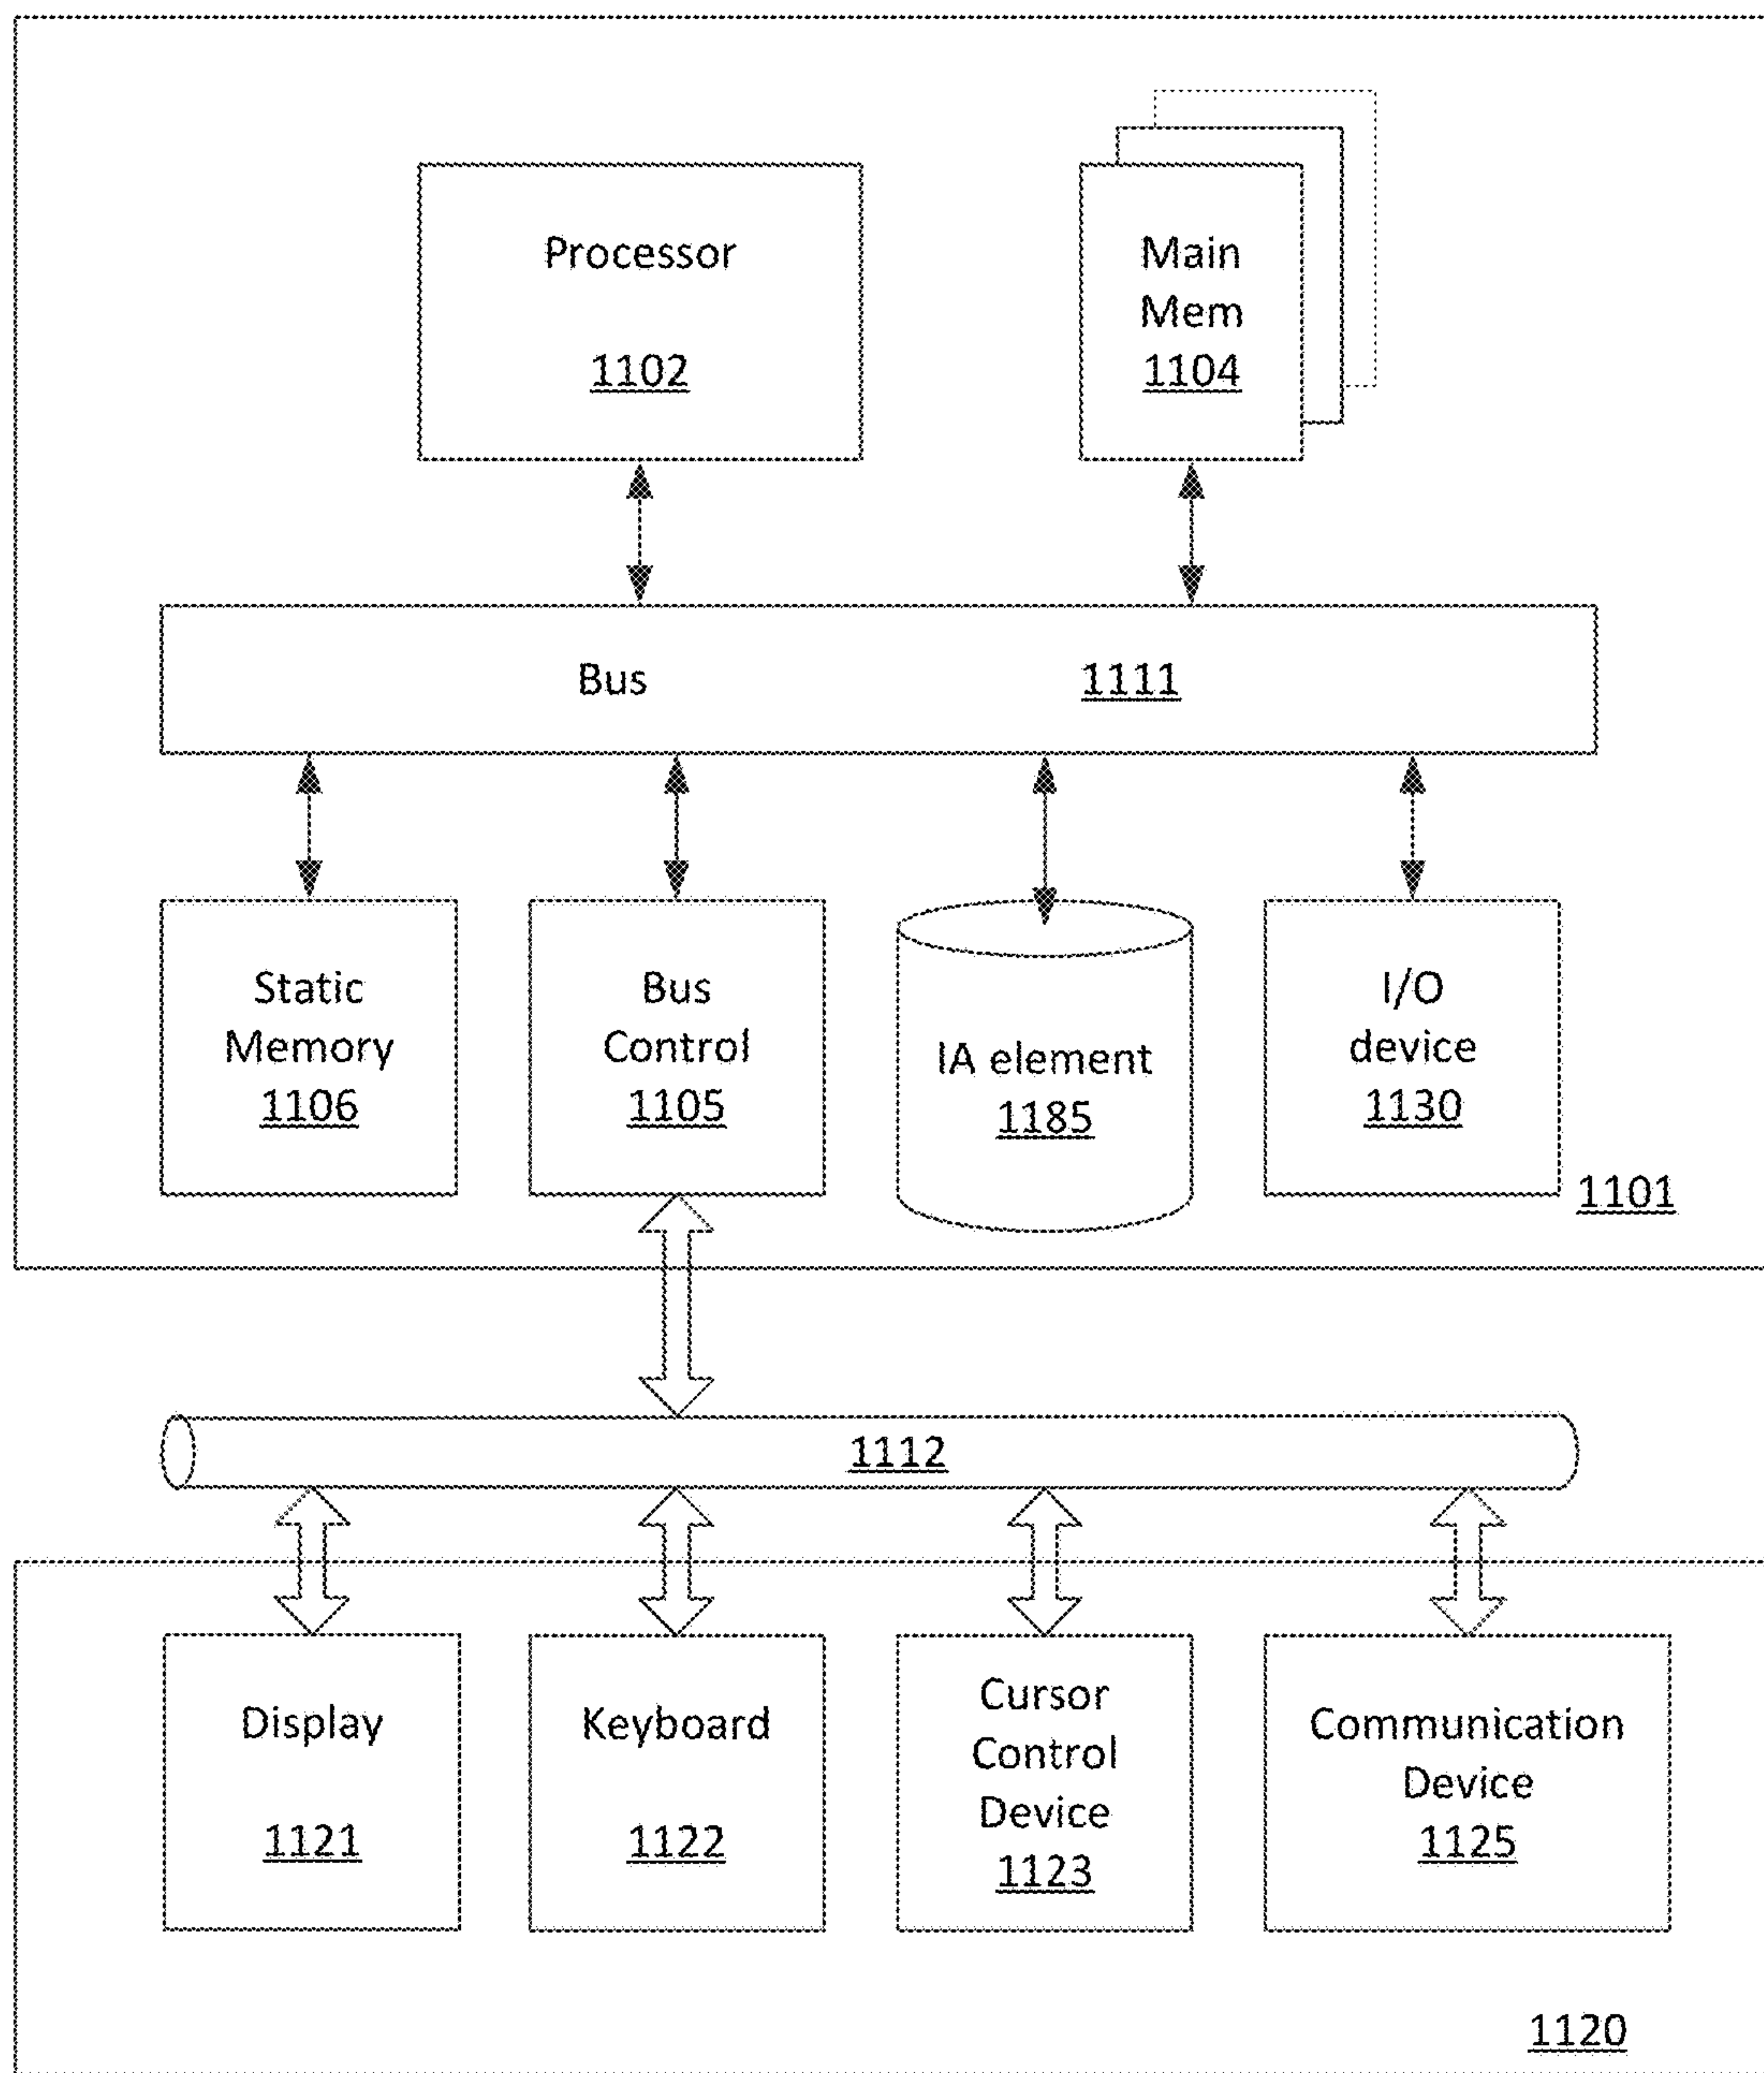 Processor
1102
Main
Mem
1104
Bus 1111
Static
Memory
1106
Bus
Control
1105
IA element
1185
I/O
device
1130
1101
1112
Display
1121
Keyboard
1122
Cursor
Control
Device
1123
Communication
Device
1125
1120